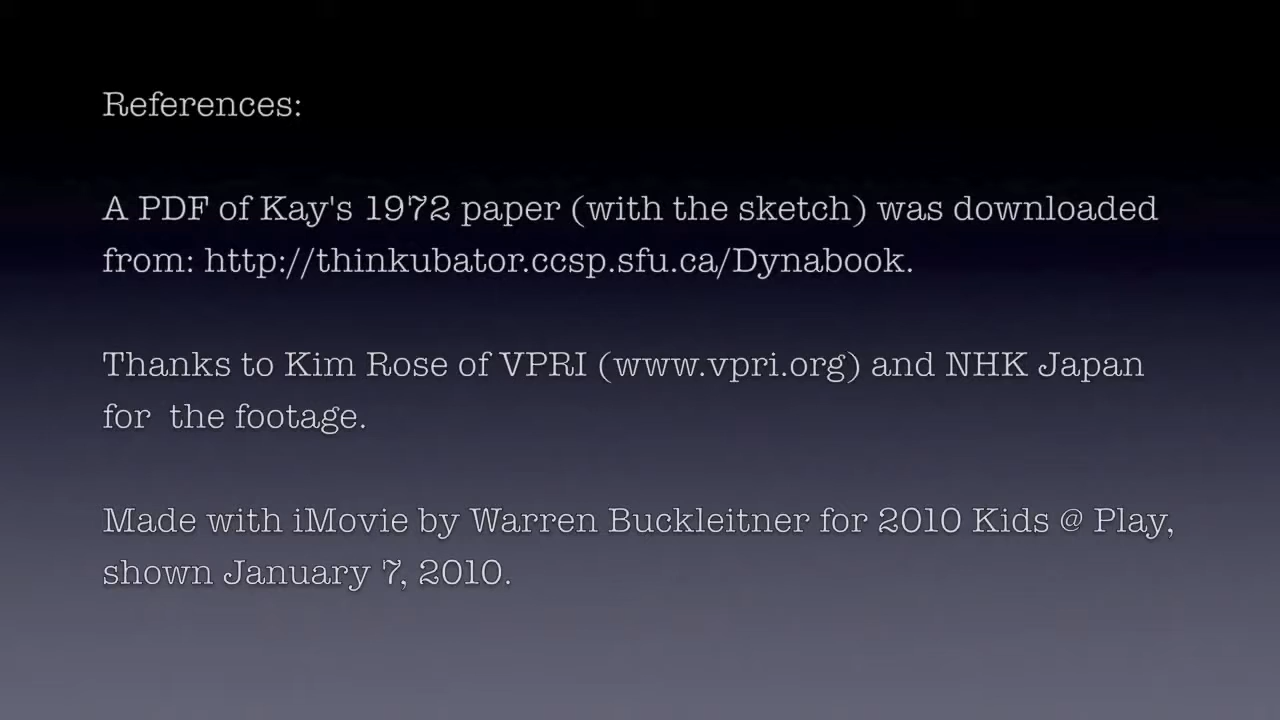 References:
A PDF of Kay's 1972 paper (with the sketch) was downloaded
from: http://thinkubator.ccsp.sfu.ca/Dynabook.
Thanks to Kim Rose of VPRI (www.vpri.org) and NHK Japan
for  the footage.
Made with iMovie by Warren Buckleitner for 2010 Kids @ Play,
shown January 7, 2010.